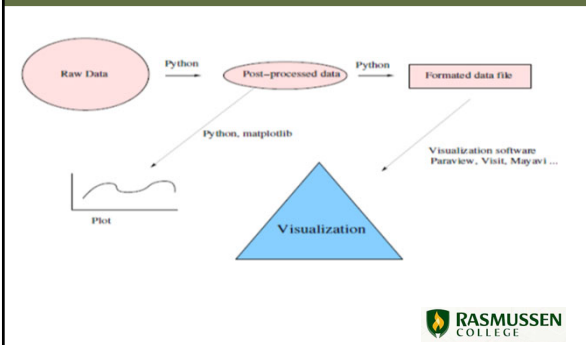 Raw Data
Python
Post-processed data
Python
Formated data file
Python, matplotlib
Visualization software
Paraview, Visit, Mayavi ...
Plot
Visualization
RASMUSSEN
COLLEGE